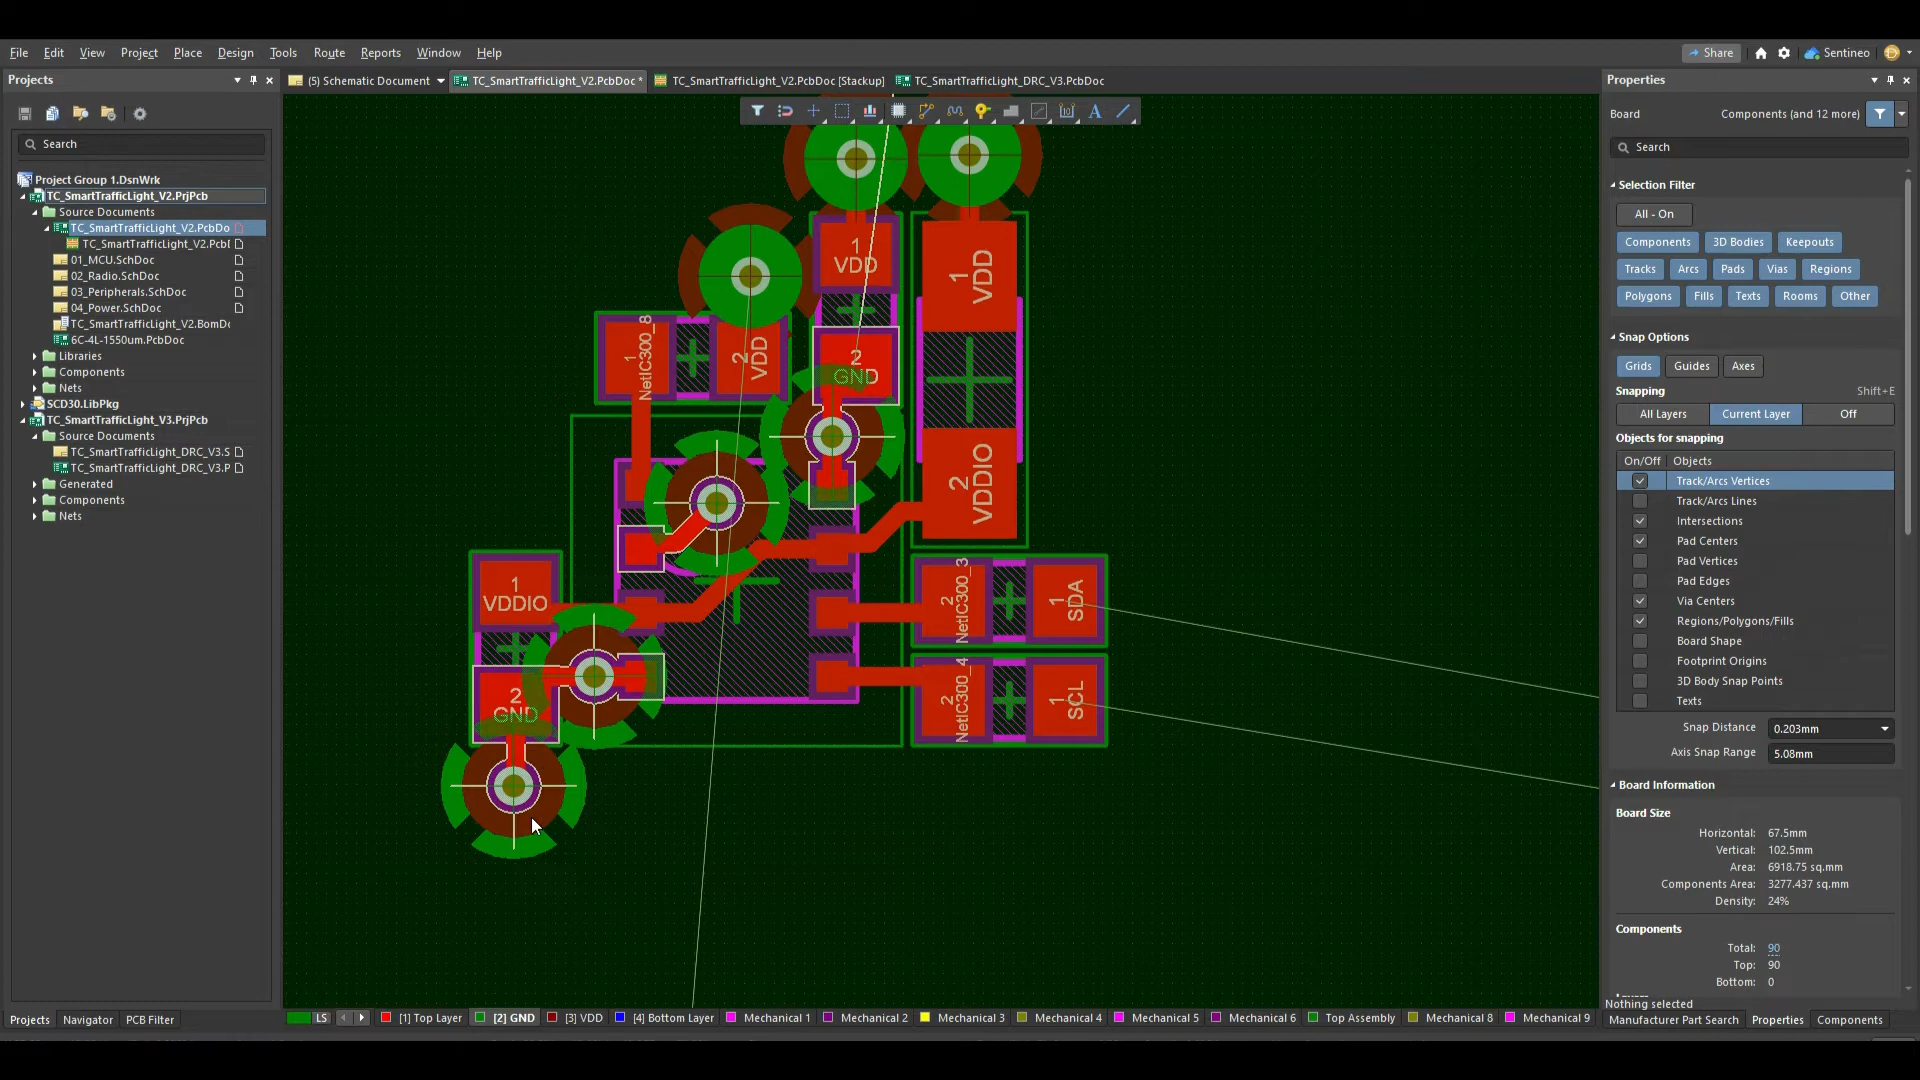 File Edit View Project Place Design Tools Route Reports Window Help
Share
Sentineo
Projects
(5) Schematic Document
TC_SmartTrafficLight_V2.PcbDoc *
TC_SmartTrafficLight_V2.PcbDoc [Stackup]
TC_SmartTrafficLight_DRC_V3.PcbDoc
Search
Project Group 1.DsnWrk
TC_SmartTrafficLight_V2.PrjPcb
Source Documents
TC_SmartTrafficLight_V2.PcbDo
TC_SmartTrafficLight_V2.Pcb
01_MCU.SchDoc
02_Radio.SchDoc
03_Peripherals.SchDoc
04_Power.SchDoc
TC_SmartTrafficLight_V2.BomDo
6C-4L-1550um.PcbDoc
Libraries
Components
Nets
SCD30.LibPkg
TC_SmartTrafficLight_V3.PrjPcb
Source Documents
TC_SmartTrafficLight_DRC_V3.S
TC_SmartTrafficLight_DRC_V3.P
Generated
Components
Nets
Projects
Navigator
PCB Filter
1
VDD
1
VDD
1
NetIC300_8
2
VDD
2
GND
2
VDDIO
1
VDDIO
2
GND
2
NetIC300_3
1
SDA
2
NetIC300_4
1
SCL
LS
[1] Top Layer
[2] GND
[3] VDD
[4] Bottom Layer
Mechanical 1
Mechanical 2
Mechanical 3
Mechanical 4
Mechanical 5
Mechanical 6
Top Assembly
Mechanical 8
Mechanical 9
Properties
Board
Components (and 12 more)
Search
Selection Filter
All - On
Components 3D Bodies Keepouts
Tracks Arcs Pads Vias Regions
Polygons Fills Texts Rooms Other
Snap Options
Grids Guides Axes
Snapping Shift+E
All Layers Current Layer Off
Objects for snapping
On/Off Objects
Track/Arcs Vertices
Track/Arcs Lines
Intersections
Pad Centers
Pad Vertices
Pad Edges
Via Centers
Regions/Polygons/Fills
Board Shape
Footprint Origins
3D Body Snap Points
Texts
Snap Distance 0.203mm
Axis Snap Range 5.08mm
Board Information
Board Size
Horizontal: 67.5mm
Vertical: 102.5mm
Area: 6918.75 sq.mm
Components Area: 3277.437 sq.mm
Density: 24%
Components
Total: 90
Top: 90
Bottom: 0
Nothing selected
Manufacturer Part Search
Properties
Components